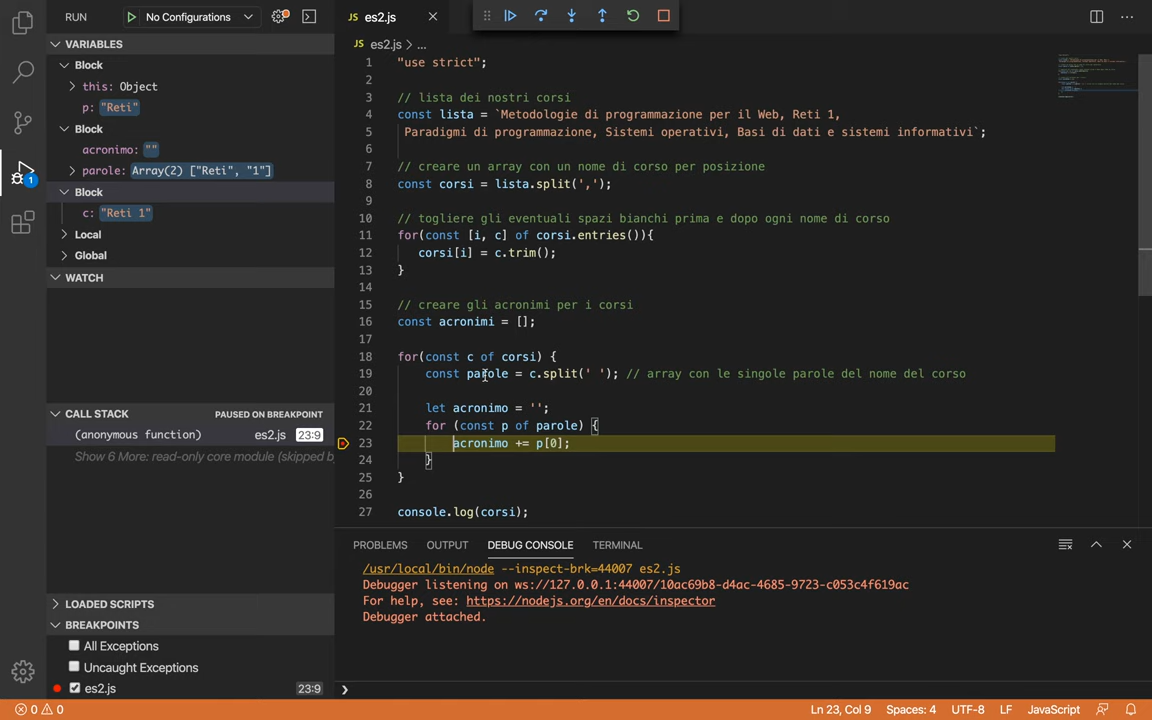 RUN
No Configurations
VARIABLES
Block
this: Object
p: "Reti"
Block
acronimo: ""
parole: Array(2) ["Reti", "1"]
Block
c: "Reti 1"
Local
Global
WATCH
CALL STACK
PAUSED ON BREAKPOINT
(anonymous function)
es2.js
23:9
Show 6 More: read-only core module (skipped b
LOADED SCRIPTS
BREAKPOINTS
All Exceptions
Uncaught Exceptions
es2.js
23:9
1
JS es2.js
JS es2.js > ...
1 "use strict";
2
3 // lista dei nostri corsi
4 const lista = `Metodologie di programmazione per il Web, Reti 1,
5 Paradigmi di programmazione, Sistemi operativi, Basi di dati e sistemi informativi`;
6
7 // creare un array con un nome di corso per posizione
8 const corsi = lista.split(',');
9
10 // togliere gli eventuali spazi bianchi prima e dopo ogni nome di corso
11 for(const [i, c] of corsi.entries()){
12 corsi[i] = c.trim();
13 }
14
15 // creare gli acronimi per i corsi
16 const acronimi = [];
17
18 for(const c of corsi) {
19 const parole = c.split(' '); // array con le singole parole del nome del corso
20
21 let acronimo = '';
22 for (const p of parole) {
23 acronimo += p[0];
24 }
25 }
26
27 console.log(corsi);
PROBLEMS OUTPUT DEBUG CONSOLE TERMINAL
/usr/local/bin/node --inspect-brk=44007 es2.js
Debugger listening on ws://127.0.0.1:44007/10ac69b8-d4ac-4685-9723-c053c4f619ac
For help, see: https://nodejs.org/en/docs/inspector
Debugger attached.
0 0
Ln 23, Col 9 Spaces: 4 UTF-8 LF JavaScript